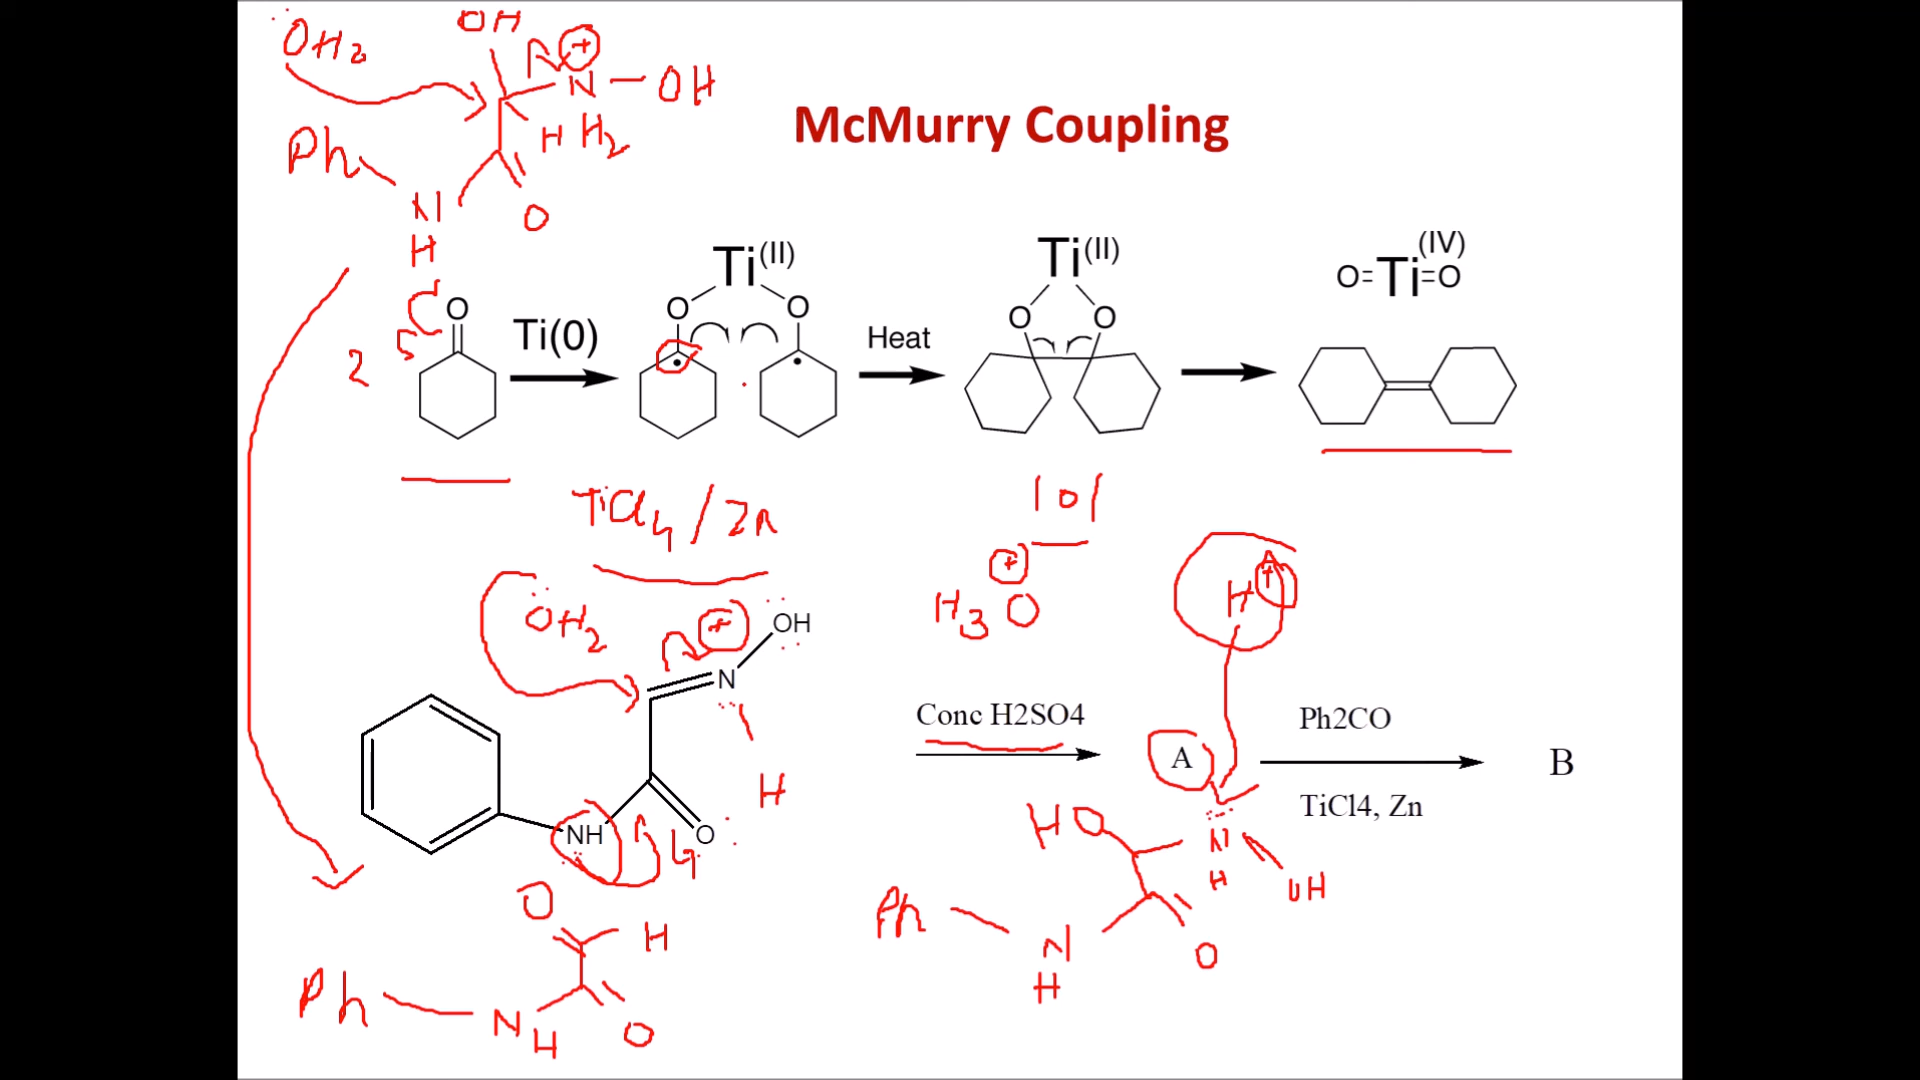 OH2
OH
+
N - OH
H
H2
Ph
N
H
O
McMurry Coupling
2
O
Ti(0)
Ti(II)
O
O
Heat
Ti(II)
O
O
(IV)
O=Ti=O
TiCl4 / Zn
101
H3O
+
OH2
+
OH
N
H
NH
O
Conc H2SO4
A
H
+
Ph2CO
TiCl4, Zn
B
HO
N
H
OH
Ph
N
H
O
O
H
Ph
N
H
O